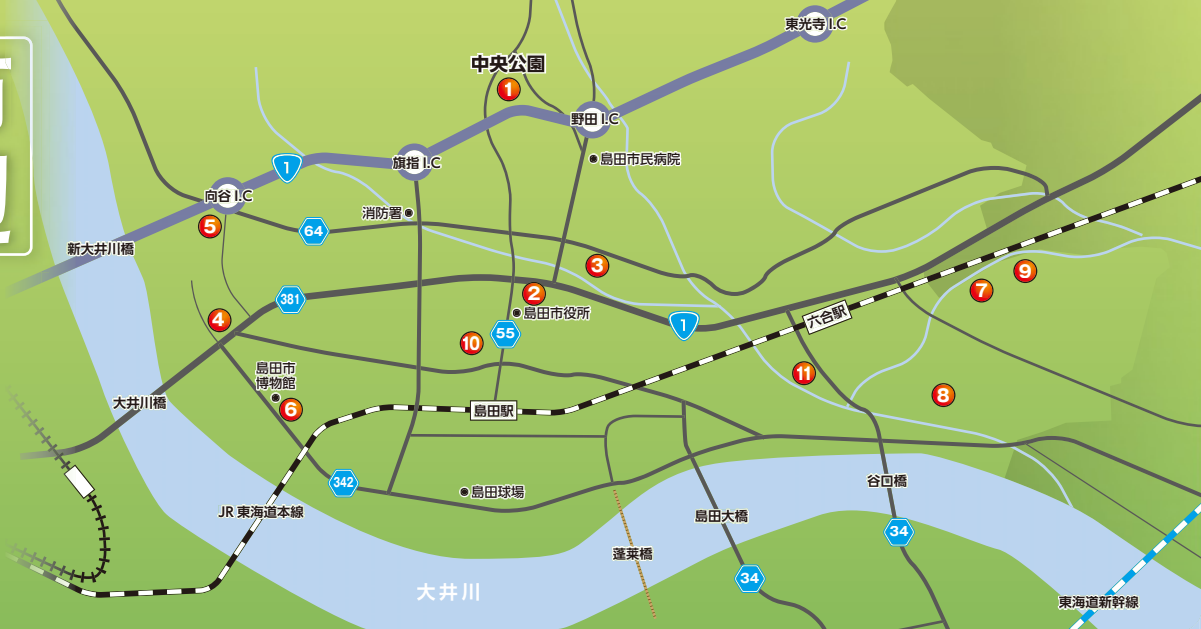 東光寺 I.C
中央公園
1
野田 I.C
島田市民病院
1
旗指 I.C
向谷 I.C
消防署
5
64
新大井川橋
3
9
7
381
2
島田市役所
4
1
六合駅
55
10
島田市
博物館
11
8
大井川橋
6
島田駅
342
島田球場
谷口橋
JR 東海道本線
島田大橋
34
蓬莱橋
34
大井川
東海道新幹線